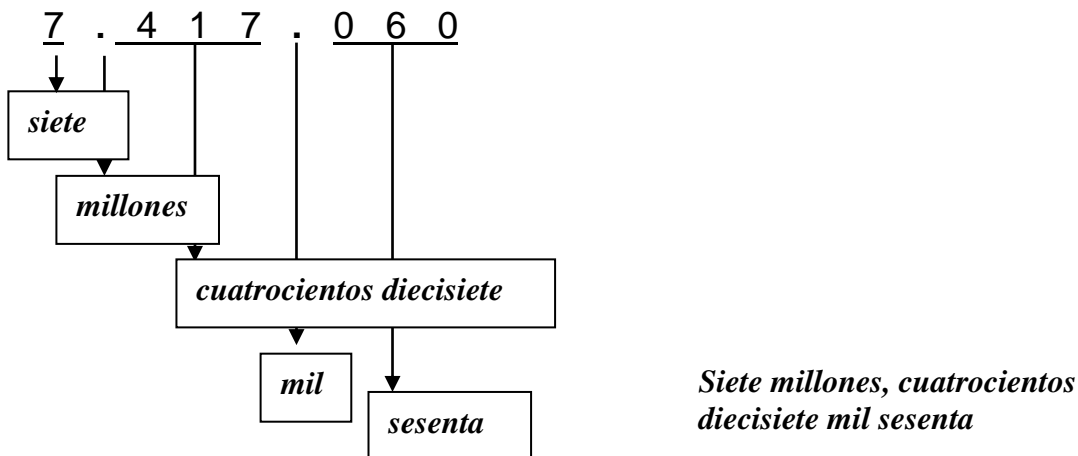 7 . 4 1 7 . 0 6 0
siete
millones
cuatrocientos diecisiete
mil
sesenta
Siete millones, cuatrocientos
diecisiete mil sesenta